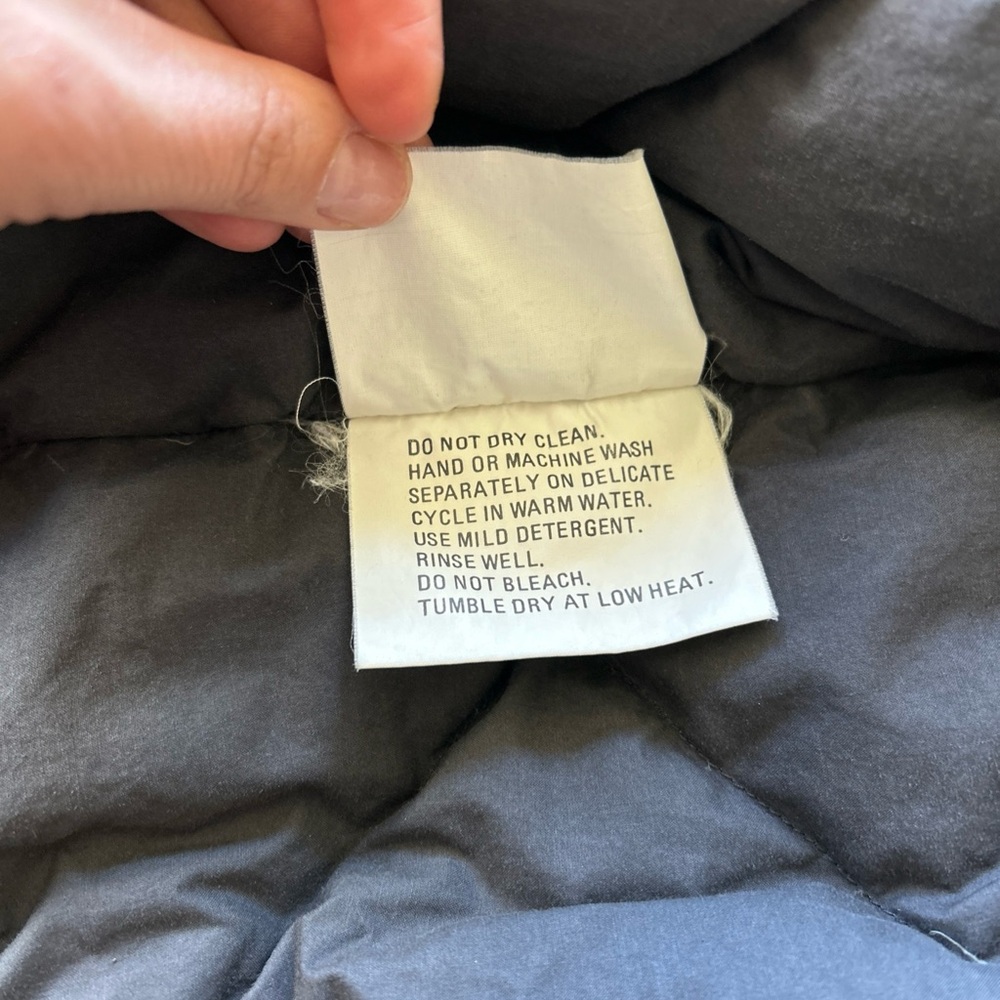 DO NOT DRY CLEAN.
HAND OR MACHINE WASH
SEPARATELY ON DELICATE
CYCLE IN WARM WATER.
USE MILD DETERGENT.
RINSE WELL.
DO NOT BLEACH.
TUMBLE DRY AT LOW HEAT.